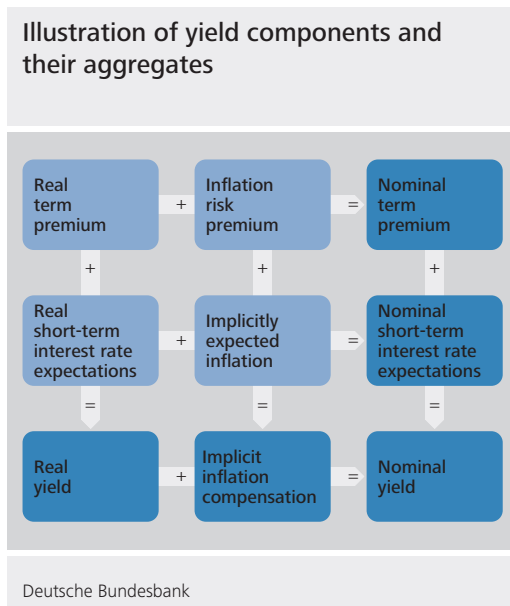 Illustration of yield components and
their aggregates
Real
term
premium
+
Inflation
risk
premium
=
Nominal
term
premium
+
+
+
Real
short-term
interest rate
expectations
+
Implicitly
expected
inflation
=
Nominal
short-term
interest rate
expectations
=
=
=
Real
yield
+
Implicit
inflation
compensation
=
Nominal
yield
Deutsche Bundesbank